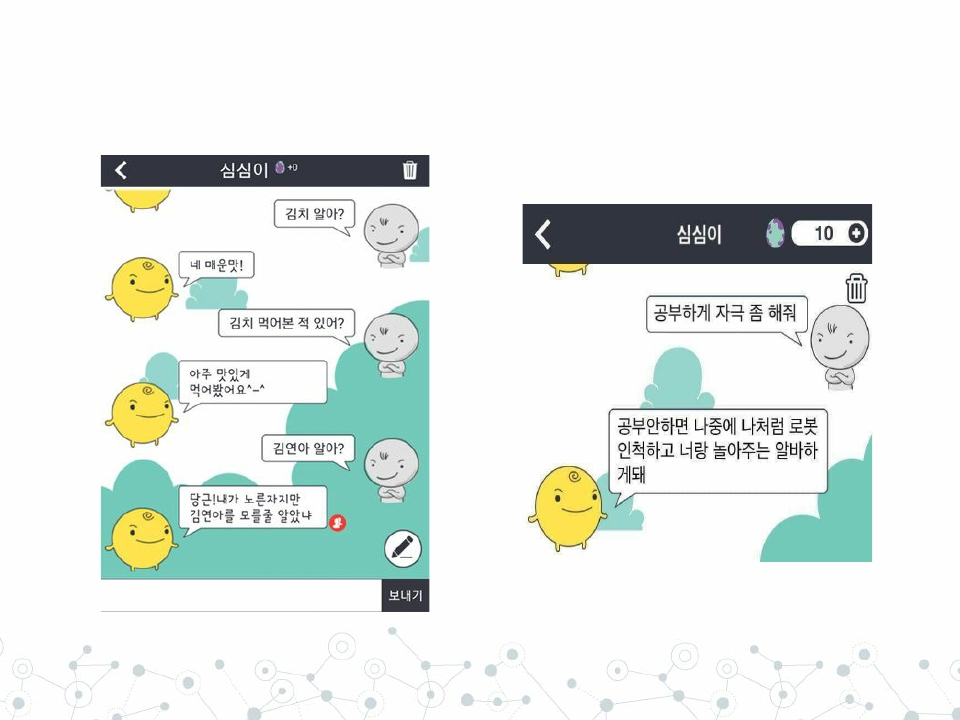 심심이 +0
김치 알아?
네 매운맛!
김치 먹어본 적 있어?
아주 맛있게
먹어봤어요^-^
김연아 알아?
당근!내가 노른자지만
김연아를 모를줄 알았냐
보내기
심심이 10
공부하게 자극 좀 해줘
공부안하면 나중에 나처럼 로봇
인척하고 너랑 놀아주는 알바하
게돼